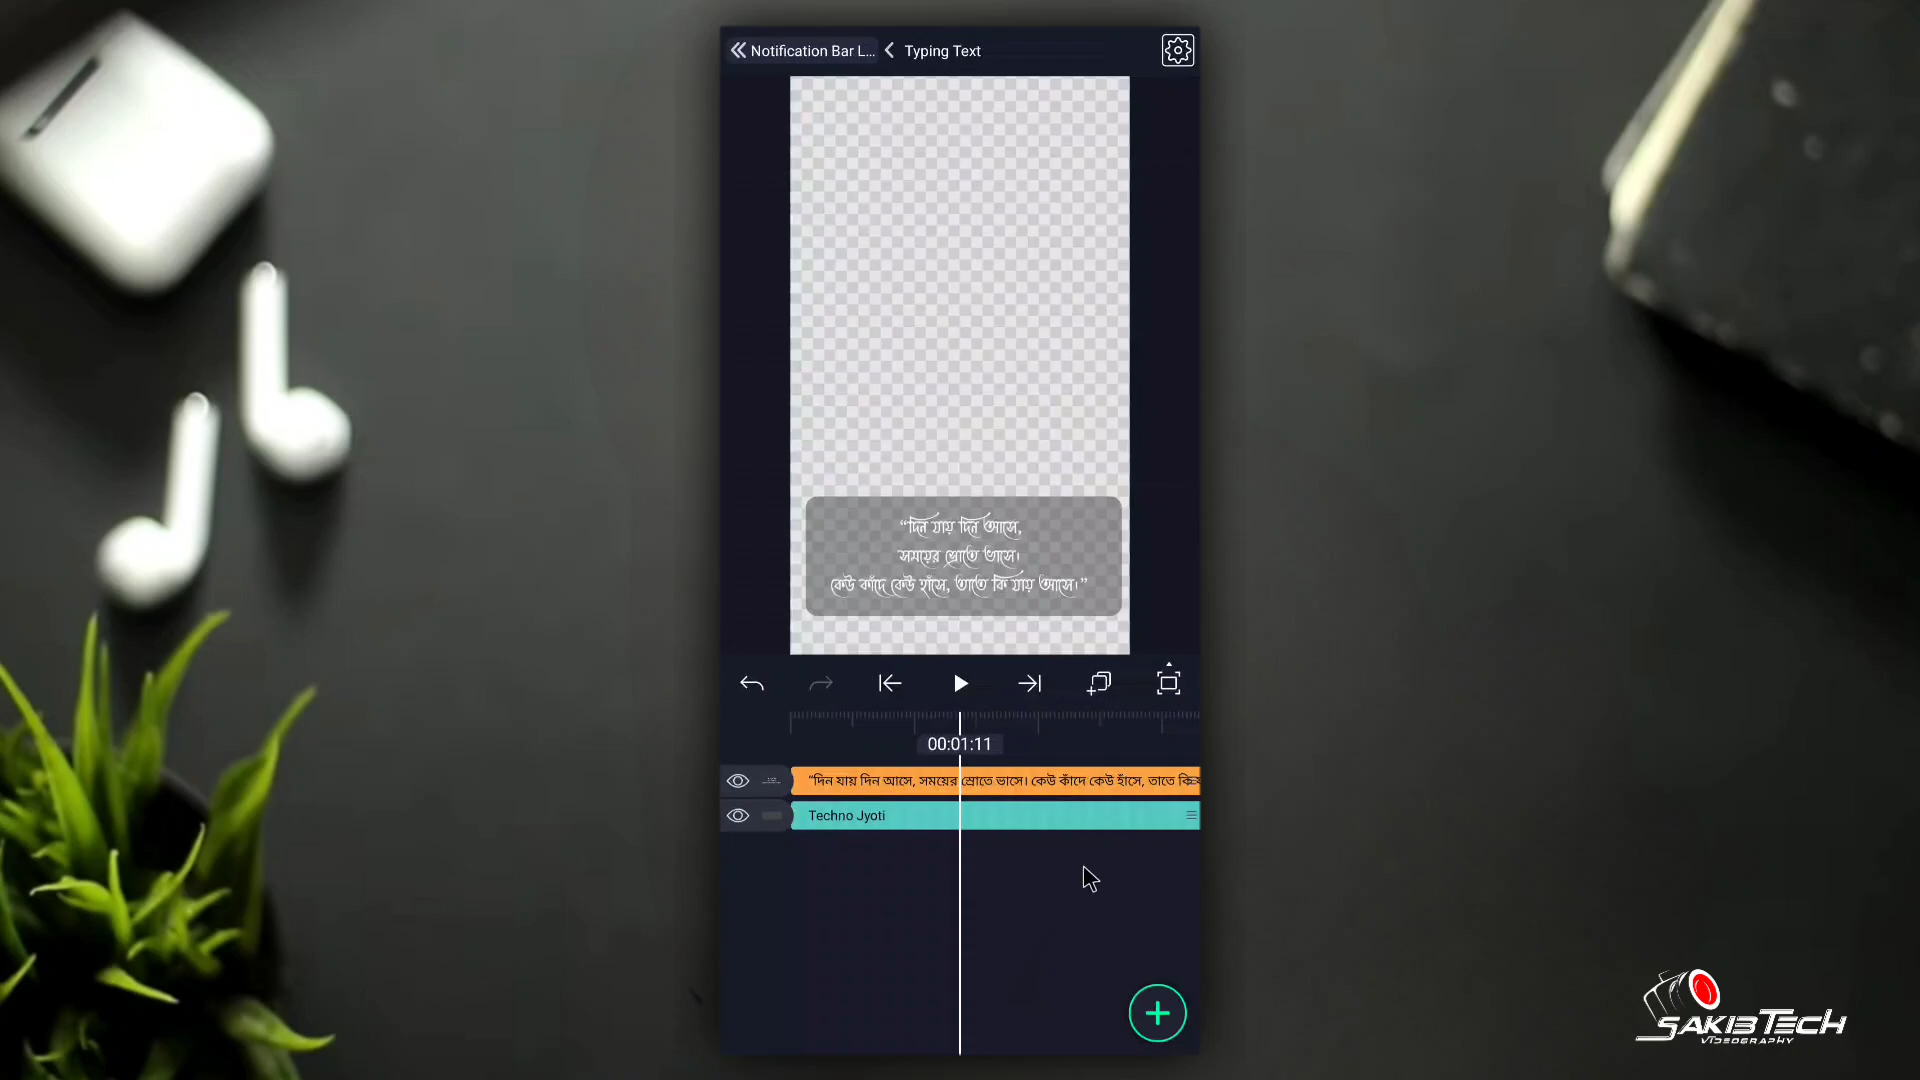 Notification Bar L... Typing Text
“দিন যায় দিন আসে,
সময়ের স্রোতে ভাসে।
কেউ কাঁদে কেউ হাঁসে, তাতে কি যায় আসে।”
00:01:11
“দিন যায় দিন আসে, সময়ের স্রোতে ভাসে। কেউ কাঁদে কেউ হাঁসে, তাতে কি
Techno Jyoti
SAKIB TECH
VIDEOGRAPHY